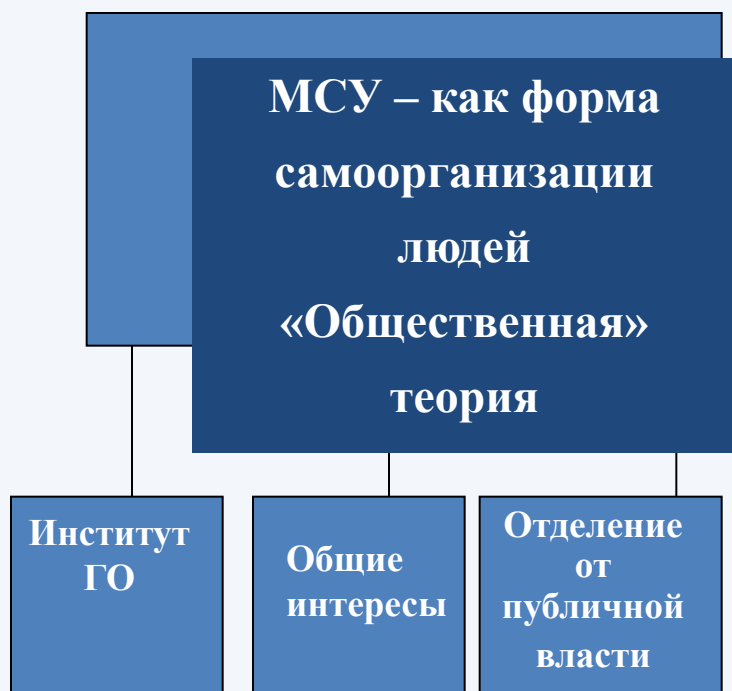 МСУ – как форма
самоорганизации
людей
«Общественная»
теория
Институт
ГО
Общие
интересы
Отделение
от
публичной
власти